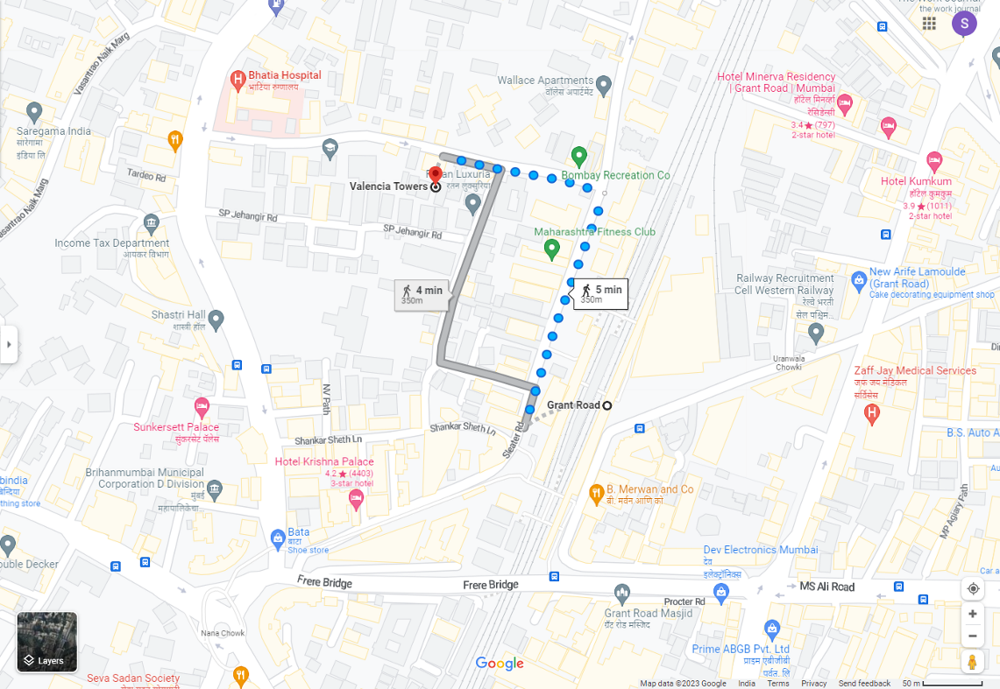 The Work Journal
the work journal
S
Vasantrao Naik Marg
Bhatia Hospital
भाटिया रुग्णालय
Wallace Apartments
वॉलेस अपार्टमेंट
Hotel Minerva Residency
| Grant Road | Mumbai
हॉटेल मिनर्व्हा
रेसिडेन्सी
3.4★(797)
2-star hotel
Saregama India
सारेगामा
इंडिया लि
Tardeo Rd
Vasantrao Naik Marg
Bombay Recreation Co
Luxuria
रतन लुक्सुरिया
Valencia Towers
Hotel Kumkum
हॉटेल कुमकुम
3.9★(1011)
2-star hotel
SP Jehangir Rd
SP Jehangir Rd
Income Tax Department
आयकर विभाग
Maharashtra Fitness Club
4 min
350m
5 min
350m
Railway Recruitment
Cell Western Railway
रेल्वे भरती
सेल पश्चिम...
New Arife Lamoulde
(Grant Road)
Cake decorating equipment shop
Shastri Hall
शास्त्री हॉल
Uranwala
Chowki
Zaff Jay Medical Services
जफ जय मेडिकल
सर्विसेस
NV Path
Grant Road
Sunkersett Palace
सुंकरसेट पॅलेस
Shankar Sheth Ln
Shankar Sheth Ln
Sleater Rd
B.S. Auto A
Hotel Krishna Palace
4.2★(4403)
3-star hotel
Brihanmumbai Municipal
Corporation D Division
मुंबई
महापालिकेचा
B. Merwan and Co
बी. मर्वन आणि को
Au
MP Aglary Path
bindia
बेन्दिया
thing store
Bata
बाटा
Shoe store
ouble Decker
Dev Electronics Mumbai
देव
इलेक्ट्रॉनिक्स
Car a
Frere Bridge
Frere Bridge
MS Ali Road
Procter Rd
Grant Road Masjid
ग्रँट रोड मस्जिद
Nana Chowk
Prime ABGB Pvt. Ltd
प्राइम एबीजीबी
पर्वत. लि
Layers
Google
Seva Sadan Society
Map data ©2023 Google India Terms Privacy Send feedback 50 m